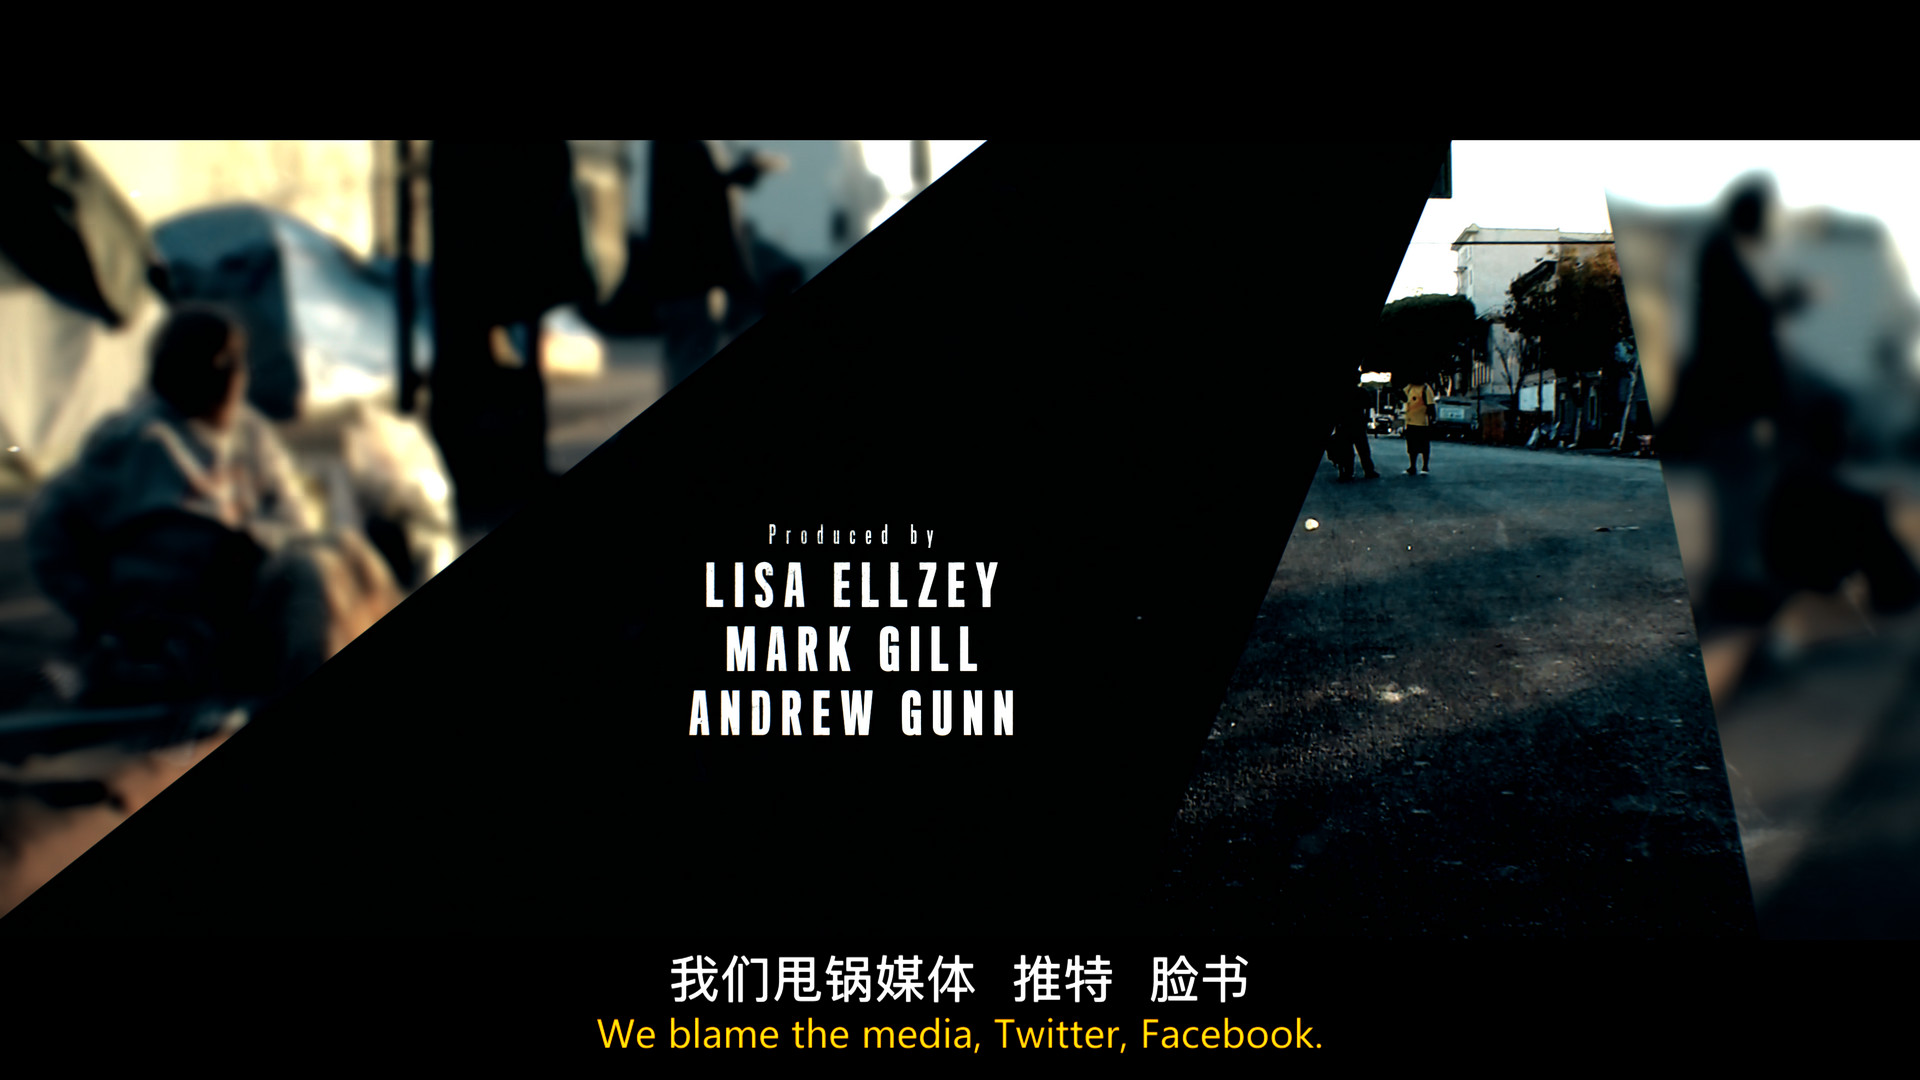 Produced by
LISA ELLZEY
MARK GILL
ANDREW GUNN
我们甩锅媒体 推特 脸书
We blame the media, Twitter, Facebook.